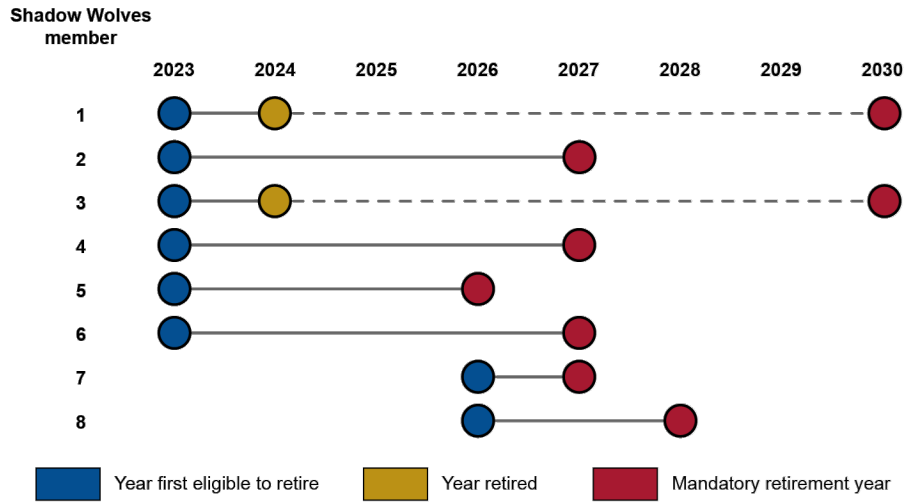 Shadow Wolves
member
2023 2024 2025 2026 2027 2028 2029 2030
1
2
3
4
5
6
7
8
Year first eligible to retire Year retired Mandatory retirement year